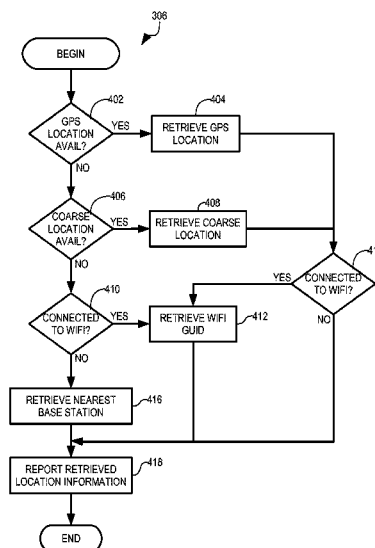 306
BEGIN
402
GPS
LOCATION
AVAIL?
YES
NO
404
RETRIEVE GPS
LOCATION
406
COARSE
LOCATION
AVAIL?
YES
NO
408
RETRIEVE COARSE
LOCATION
410
CONNECTED
TO WIFI?
YES
NO
412
RETRIEVE WIFI
GUID
CONNECTED
TO WIFI?
YES
NO
RETRIEVE NEAREST
BASE STATION
416
REPORT RETRIEVED
LOCATION INFORMATION
418
END